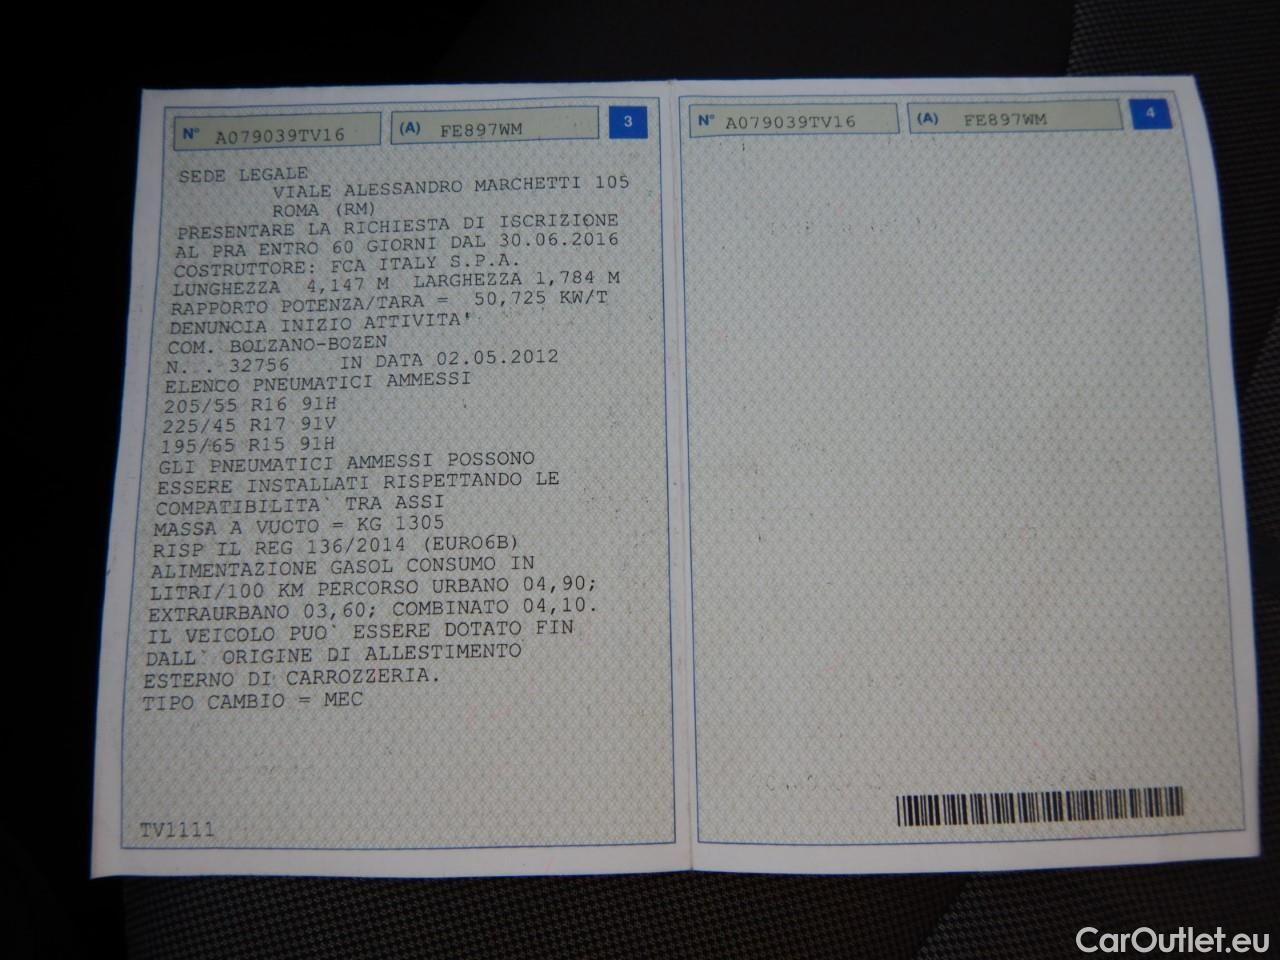 N° A079039TV16 (A) FE897WM 3
SEDE LEGALE
VIALE ALESSANDRO MARCHETTI 105
ROMA (RM)
PRESENTARE LA RICHIESTA DI ISCRIZIONE
AL PRA ENTRO 60 GIORNI DAL 30.06.2016
COSTRUTTORE: FCA ITALY S.P.A.
LUNGHEZZA 4,147 M LARGHEZZA 1,784 M
RAPPORTO POTENZA/TARA = 50,725 KW/T
DENUNCIA INIZIO ATTIVITA'
COM. BOLZANO-BOZEN
N... 32756 IN DATA 02.05.2012
ELENCO PNEUMATICI AMMESSI
205/55 R16 91H
225/45 R17 91V
195/65 R15 91H
GLI PNEUMATICI AMMESSI POSSONO
ESSERE INSTALLATI RISPETTANDO LE
COMPATIBILITA` TRA ASSI
MASSA A VUOTO = KG 1305
RISP IL REG 136/2014 (EURO6B)
ALIMENTAZIONE GASOL CONSUMO IN
LITRI/100 KM PERCORSO URBANO 04,90;
EXTRAURBANO 03,60; COMBINATO 04,10.
IL VEICOLO PUO` ESSERE DOTATO FIN
DALL` ORIGINE DI ALLESTIMENTO
ESTERNO DI CARROZZERIA.
TIPO CAMBIO = MEC
TV1111
N° A079039TV16 (A) FE897WM 4
CarOutlet.eu